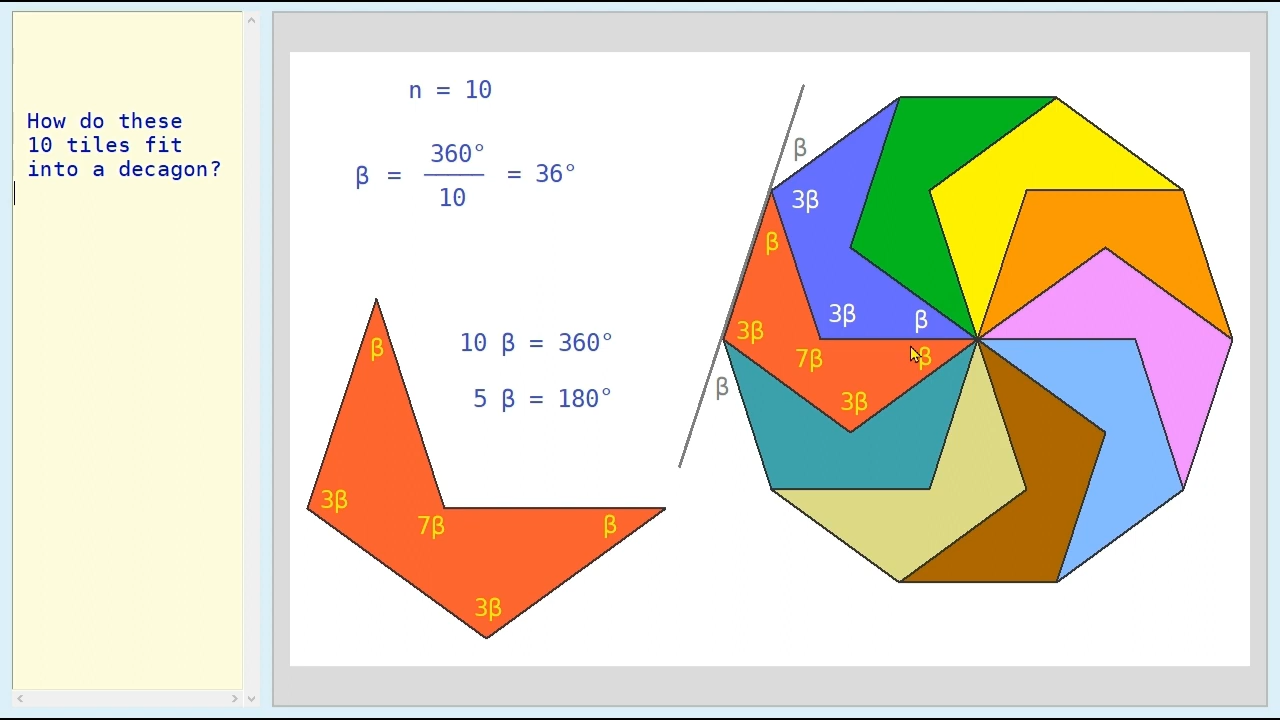 How do these
10 tiles fit
into a decagon?
n = 10
β = 360° / 10 = 36°
10 β = 360°
5 β = 180°
β
3β
7β
β
3β
β
3β
β
3β
3β
β
7β
β
3β
β